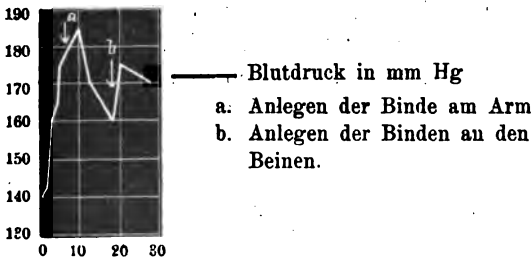 190
180
170
160
150
140
130
0 10 20 30
a
b
Blutdruck in mm Hg
a. Anlegen der Binde am Arm
b. Anlegen der Binden an den
Beinen.